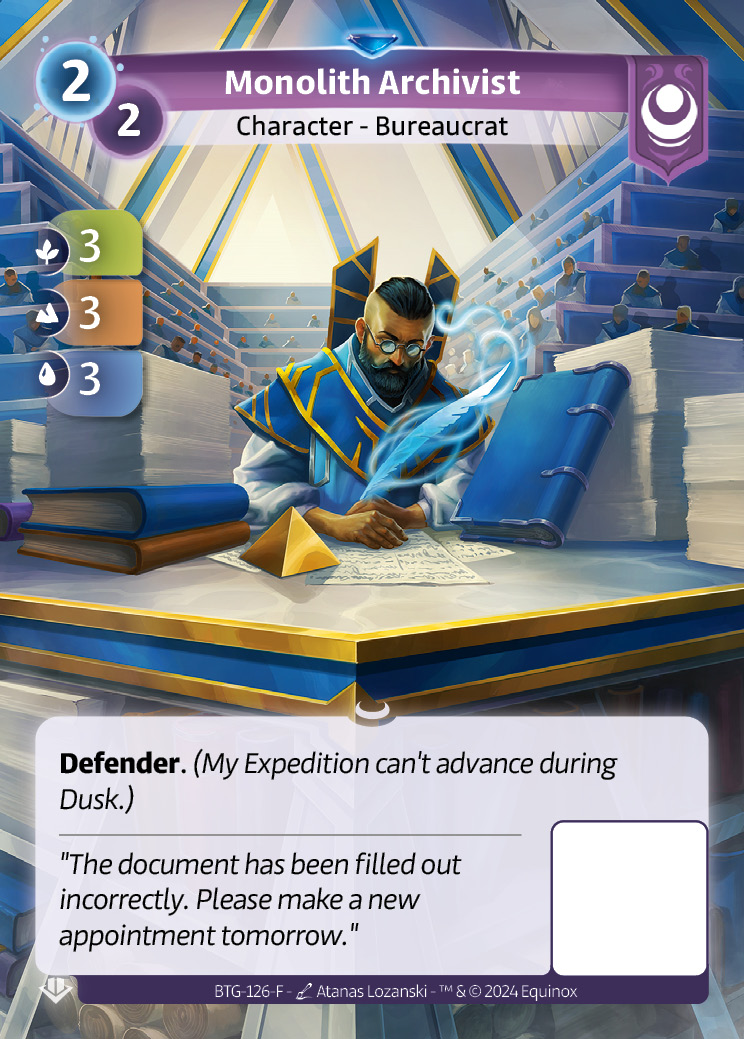 2
Monolith Archivist
2
Character - Bureaucrat
3
3
3
Defender. (My Expedition can't advance during
Dusk.)
"The document has been filled out
incorrectly. Please make a new
appointment tomorrow."
BTG-126-F - Atanas Lozanski - ™ & © 2024 Equinox